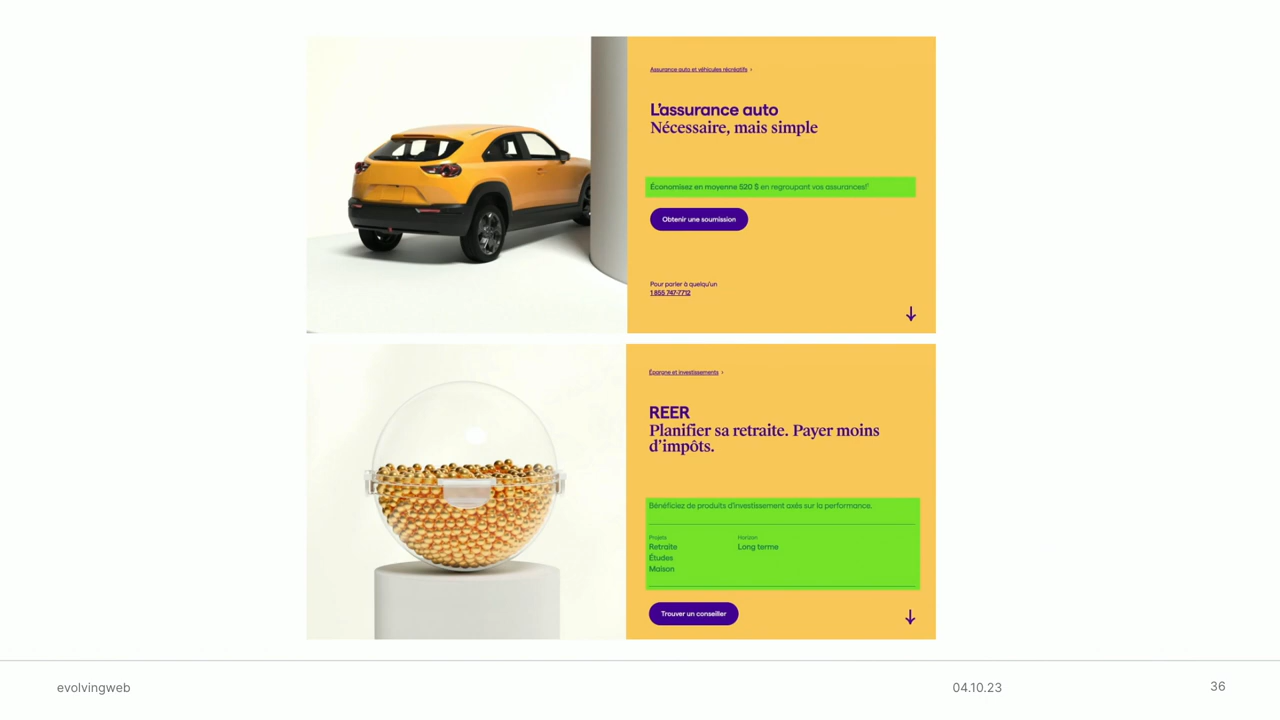 Assurance auto et véhicules récréatifs ›
L'assurance auto
Nécessaire, mais simple
Économisez en moyenne 520 $ en regroupant vos assurances!¹
Obtenir une soumission
Pour parler à quelqu'un
1 855 747-7712
Épargne et investissements ›
REER
Planifier sa retraite. Payer moins
d'impôts.
Bénéficiez de produits d'investissement axés sur la performance.
Projets
Horizon
Retraite
Long terme
Études
Maison
Trouver un conseiller
evolvingweb
04.10.23
36